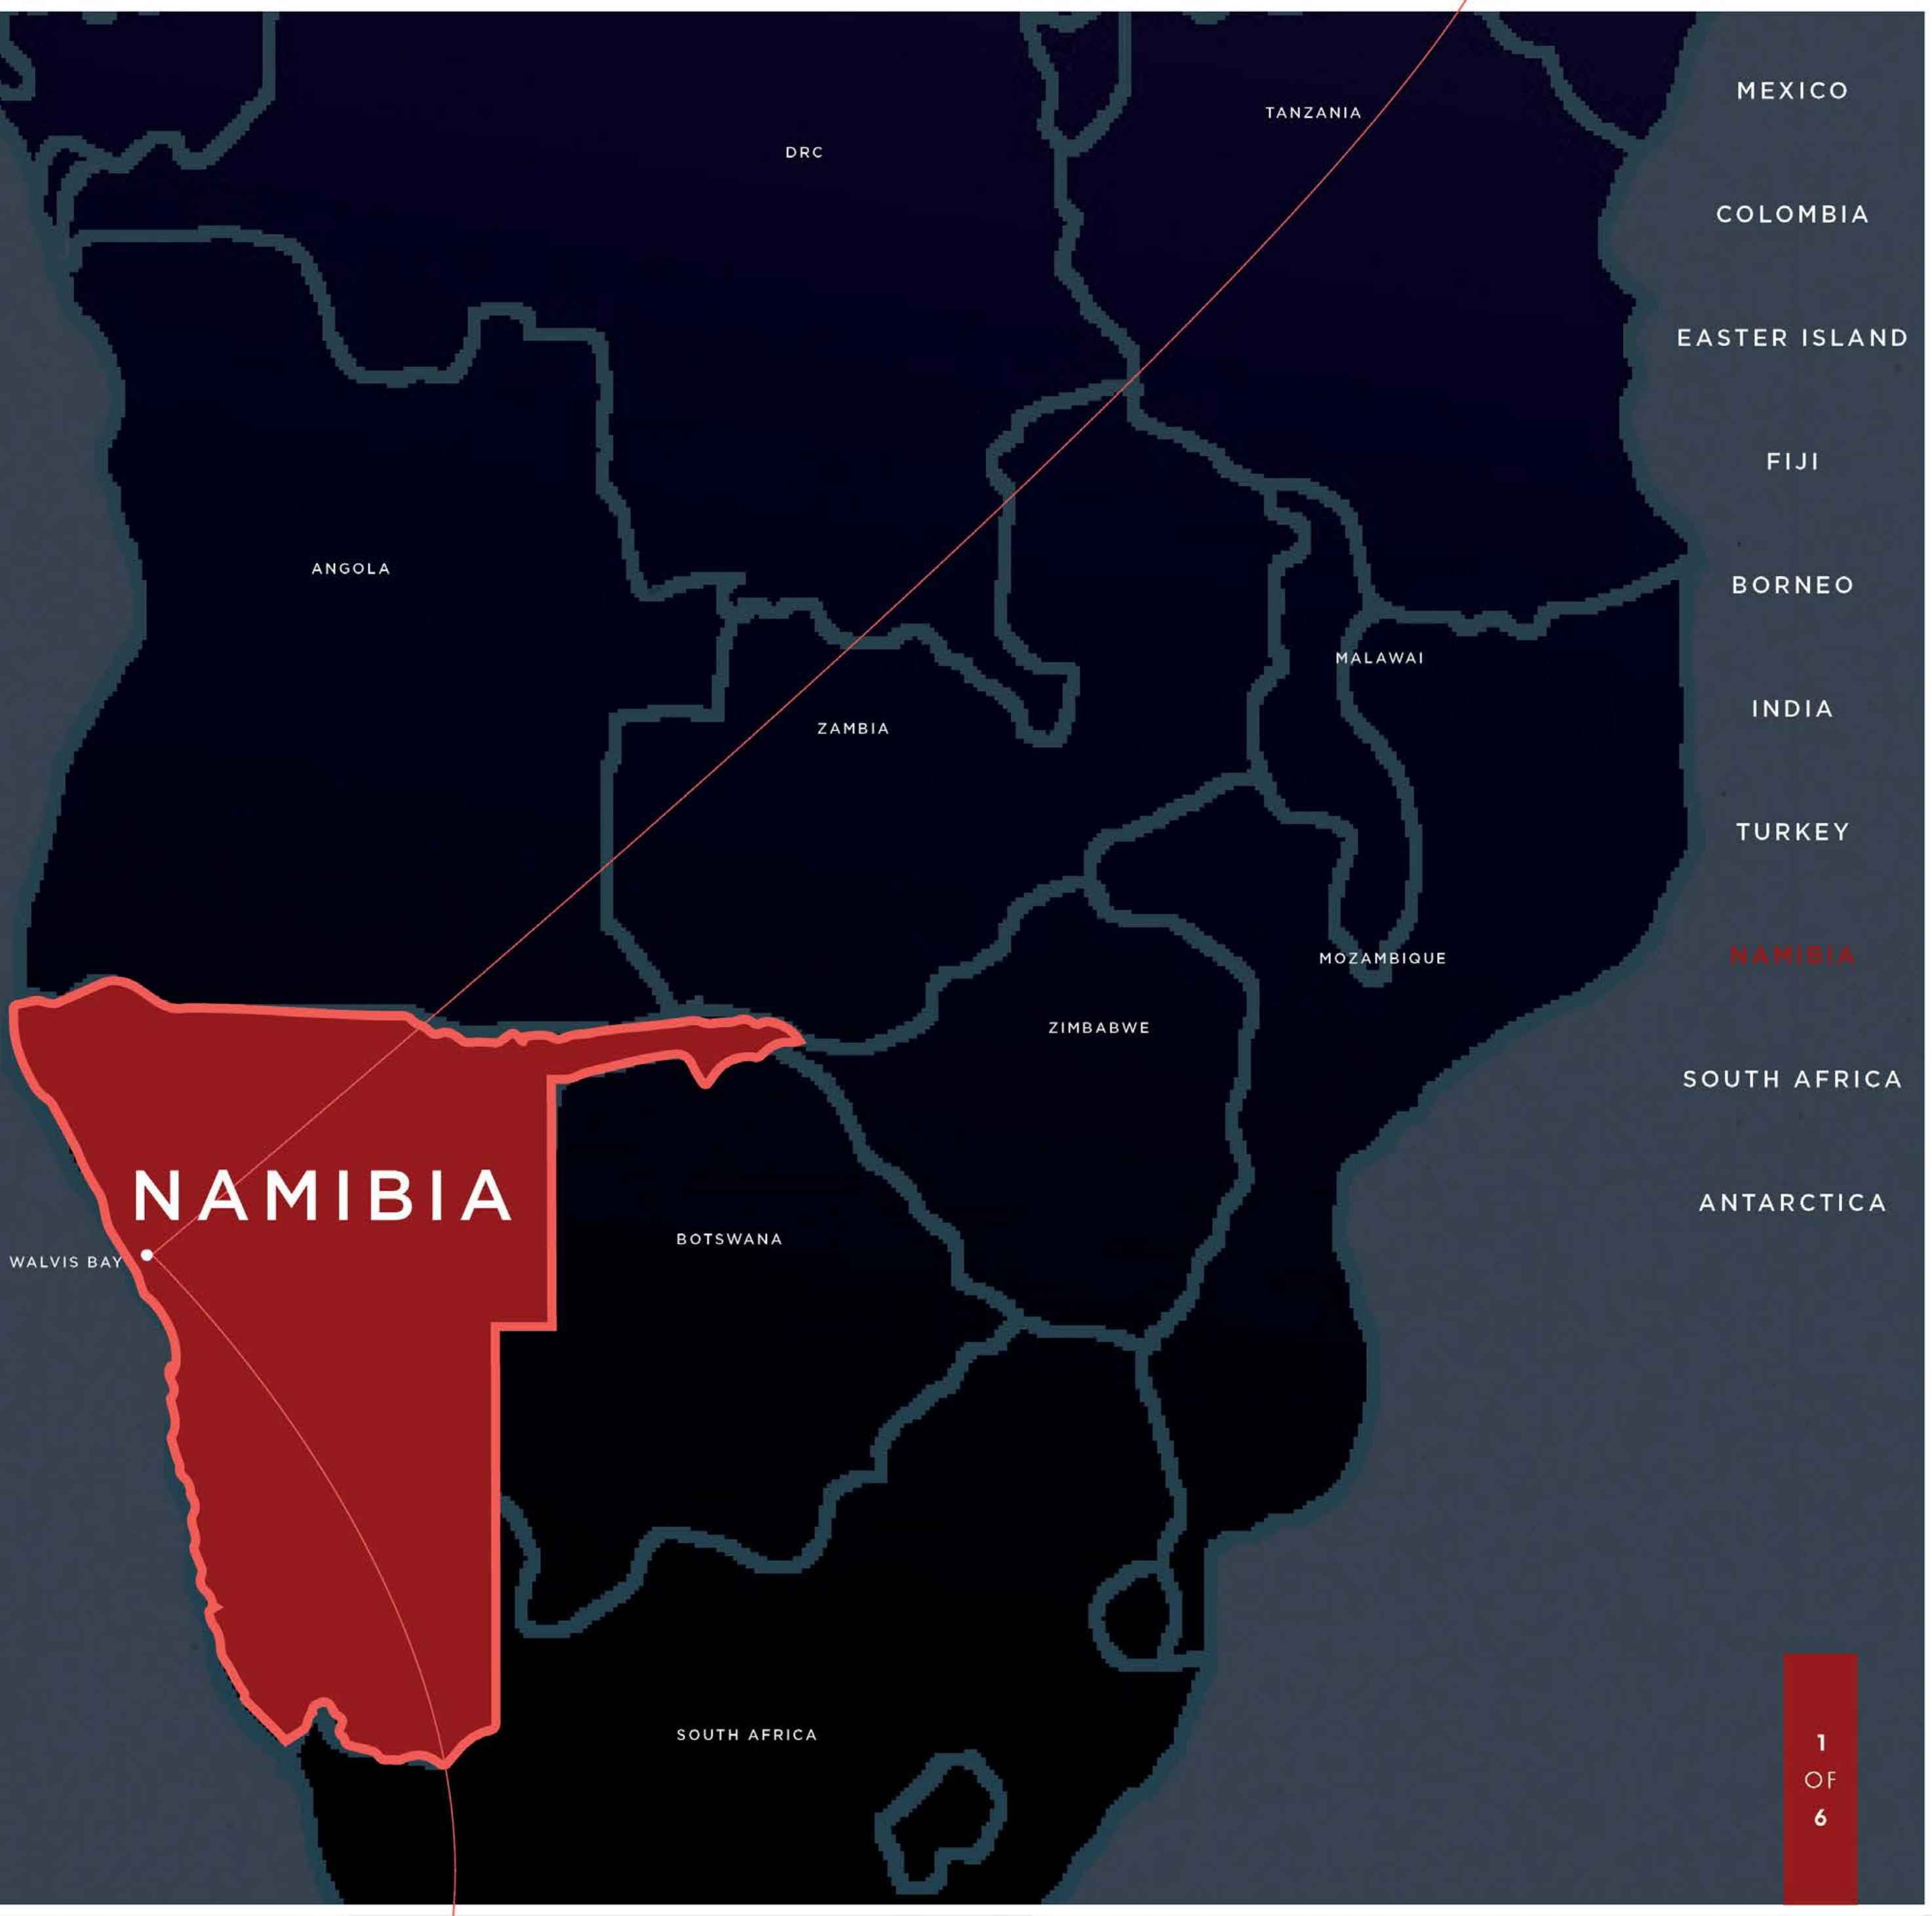 MEXICO
TANZANIA
DRC
COLOMBIA
EASTER ISLAND
FIJI
ANGOLA
BORNEO
MALAWAI
INDIA
ZAMBIA
TURKEY
NAMIBIA
MOZAMBIQUE
ZIMBABWE
SOUTH AFRICA
NAMIBIA
ANTARCTICA
BOTSWANA
WALVIS BAY
SOUTH AFRICA
1
OF
6